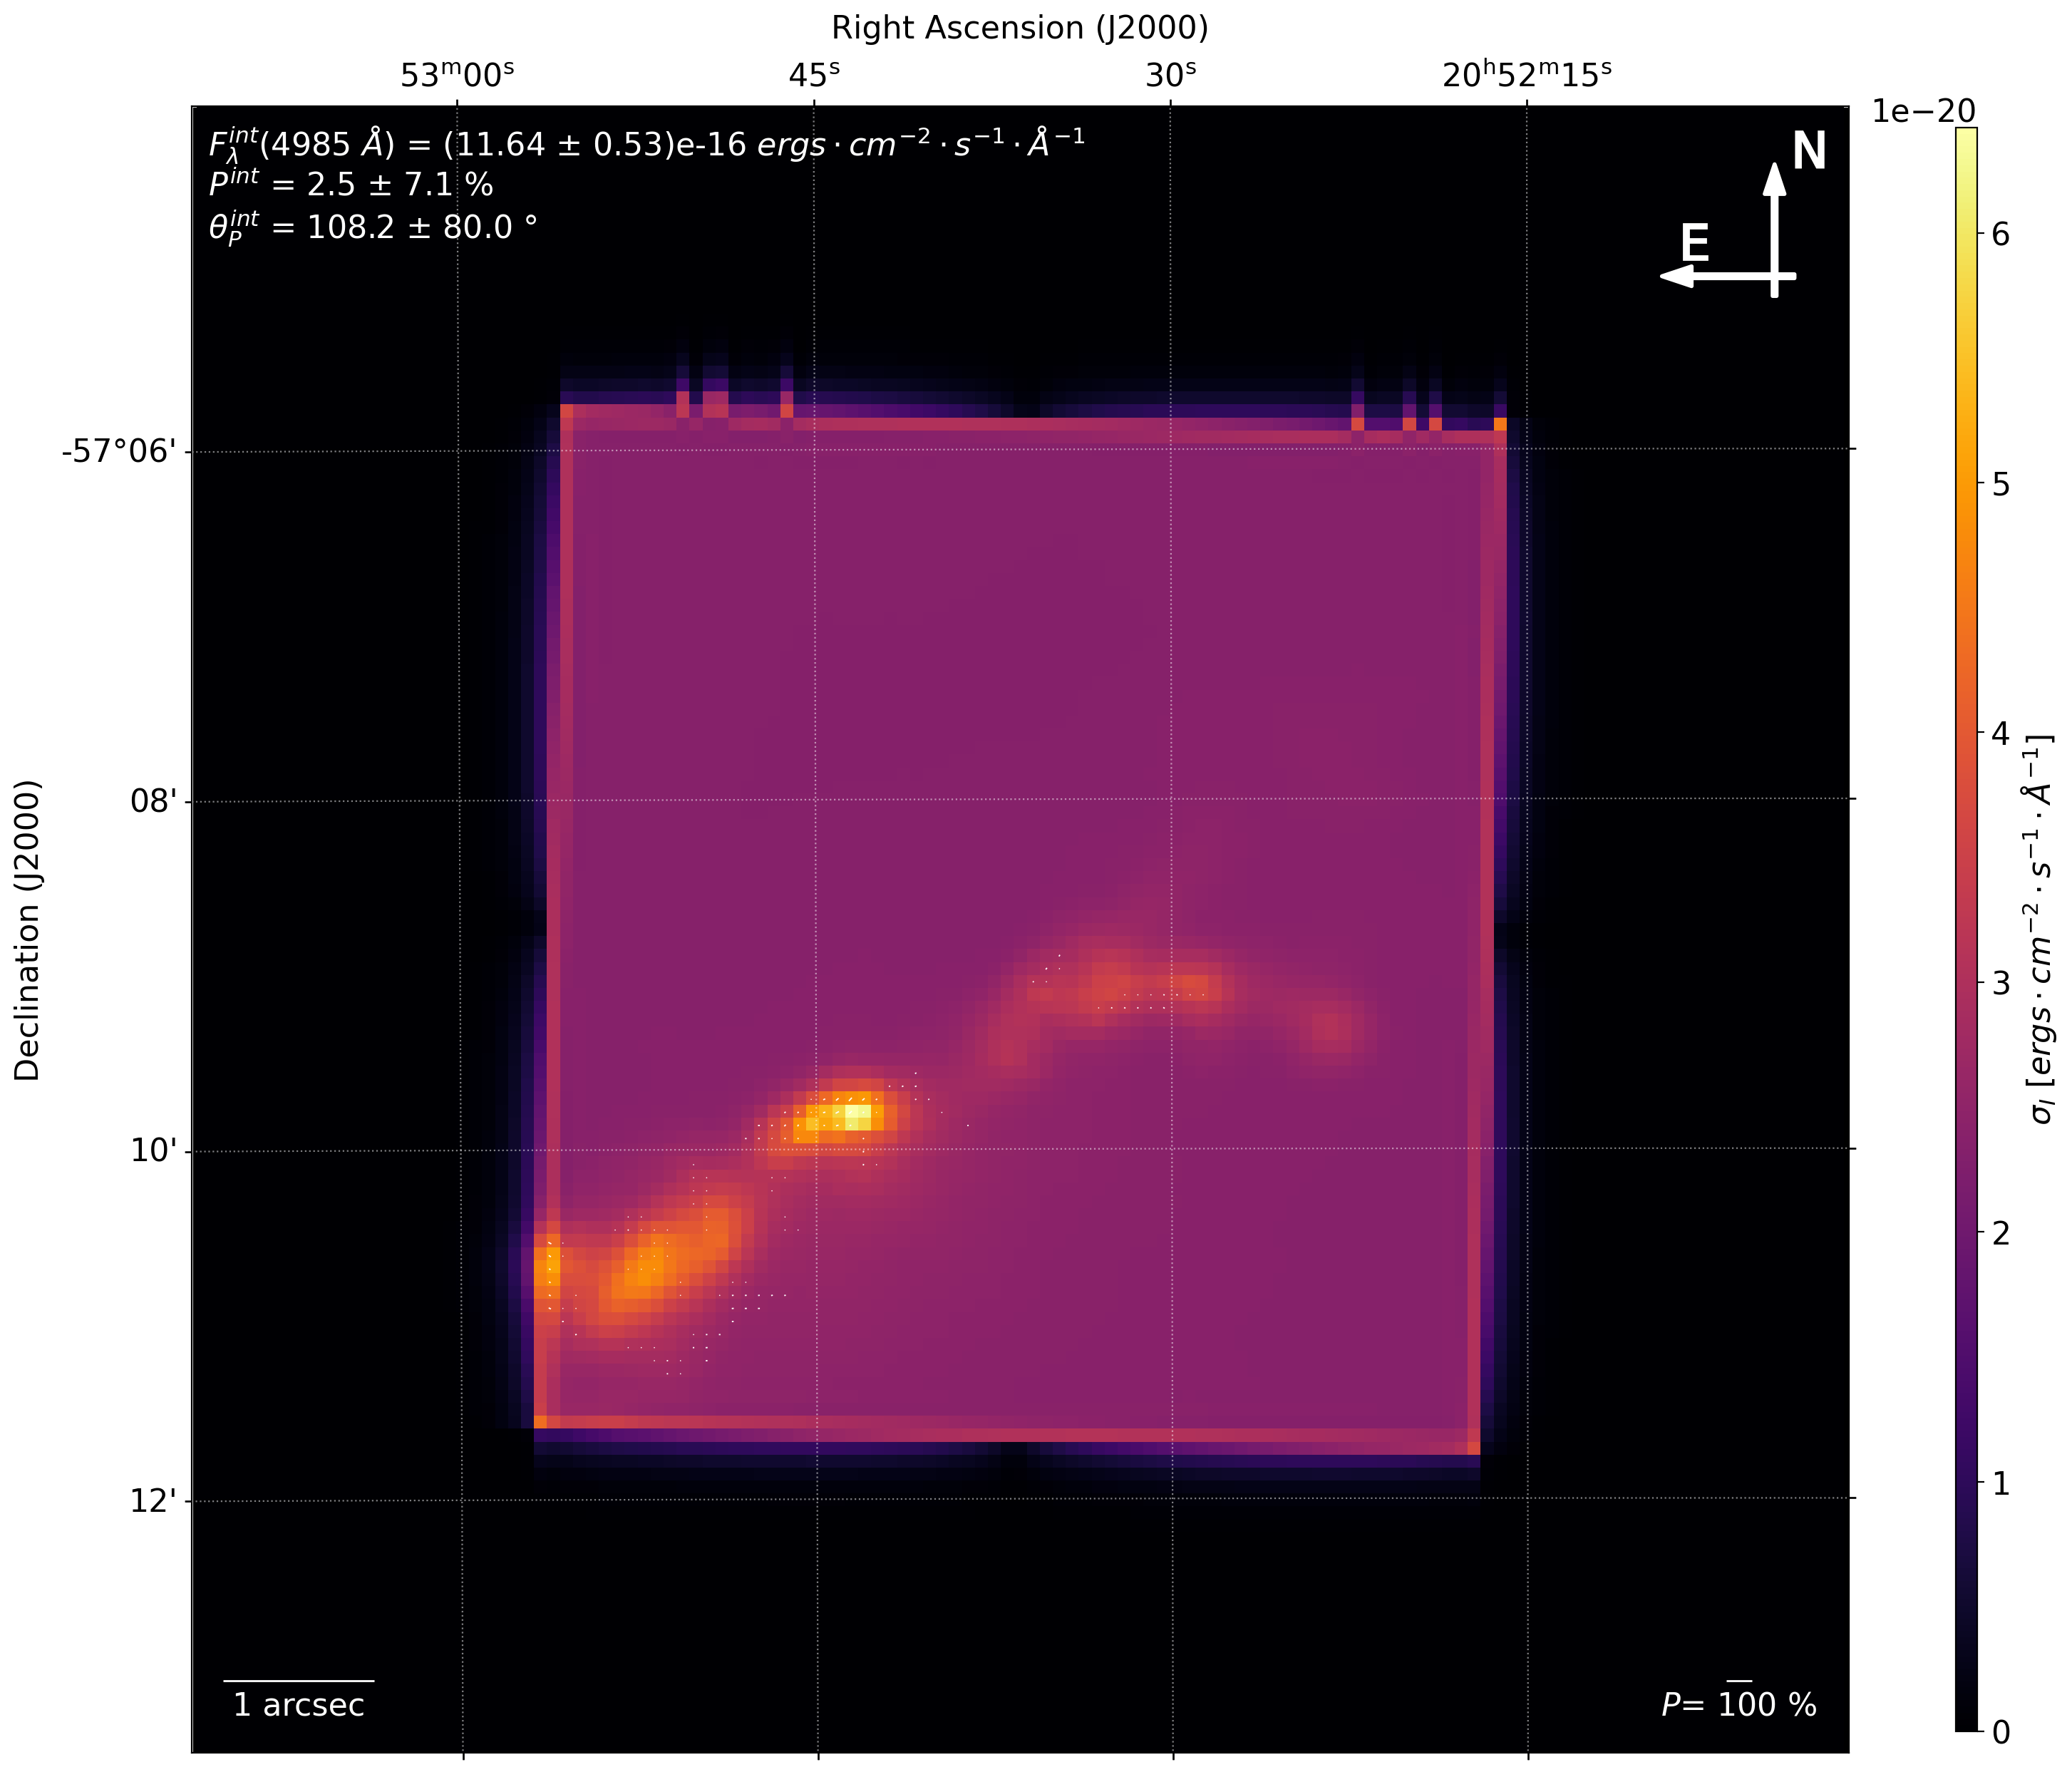 Right Ascension (J2000)
53ᵐ00ˢ 45ˢ 30ˢ 20ʰ52ᵐ15ˢ
1e−20
F_λ^int(4985 Å) = (11.64 ± 0.53)e-16 ergs · cm⁻² · s⁻¹ · Å⁻¹
P^int = 2.5 ± 7.1 %
θ_P^int = 108.2 ± 80.0 °
N
E
-57°06'
08'
10'
12'
Declination (J2000)
1 arcsec
P= 100 %
6
5
4
3
2
1
0
σ_I [ergs · cm⁻² · s⁻¹ · Å⁻¹]